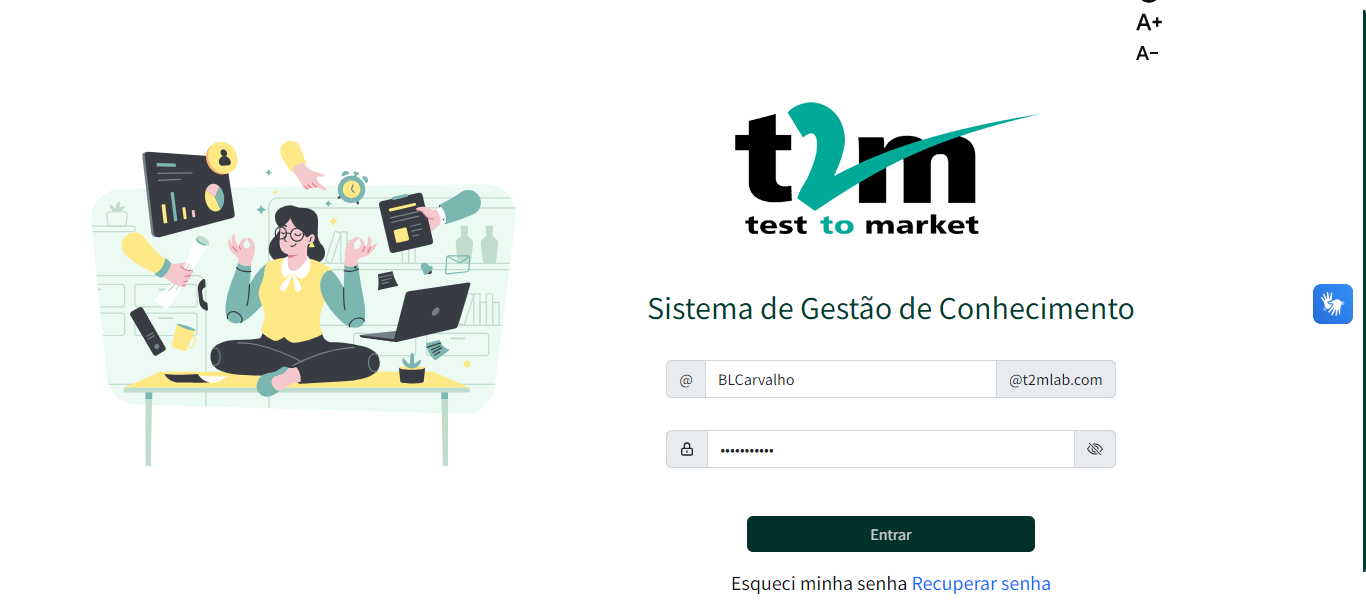 A+
A-
t2m
test to market
Sistema de Gestão de Conhecimento
@ BLCarvalho @t2mlab.com
•••••••••••
Entrar
Esqueci minha senha Recuperar senha